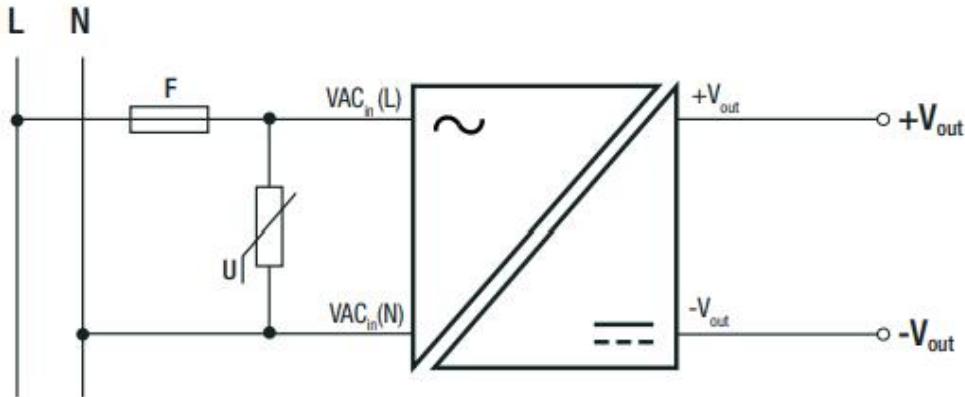 L N
F
VAC_in (L)
+V_out
+V_out
U
VAC_in(N)
-V_out
-V_out